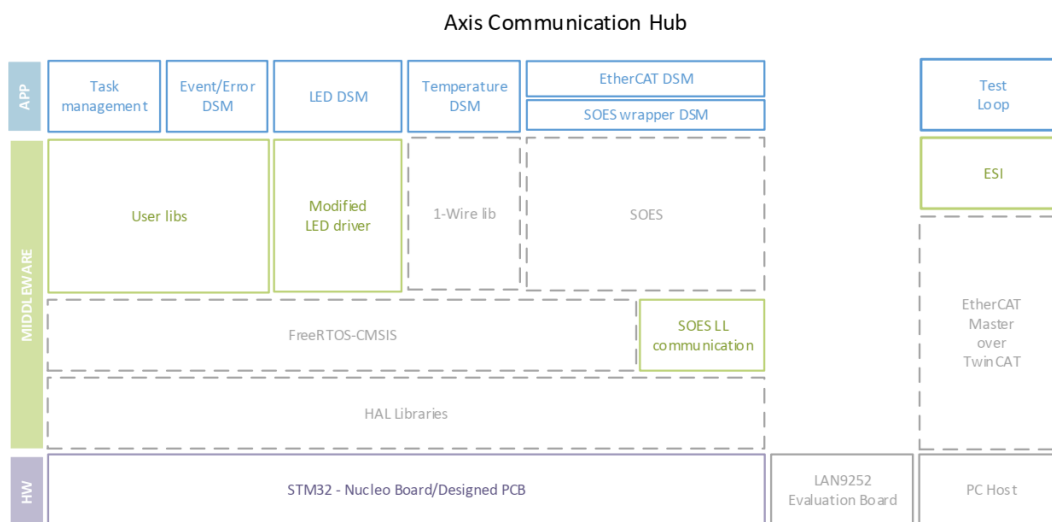 Axis Communication Hub
APP
Task
management
Event/Error
DSM
LED DSM
Temperature
DSM
EtherCAT DSM
SOES wrapper DSM
Test
Loop
MIDDLEWARE
User libs
Modified
LED driver
1-Wire lib
SOES
ESI
FreeRTOS-CMSIS
SOES LL
communication
EtherCAT
Master
over
TwinCAT
HAL Libraries
HW
STM32 - Nucleo Board/Designed PCB
LAN9252
Evaluation Board
PC Host